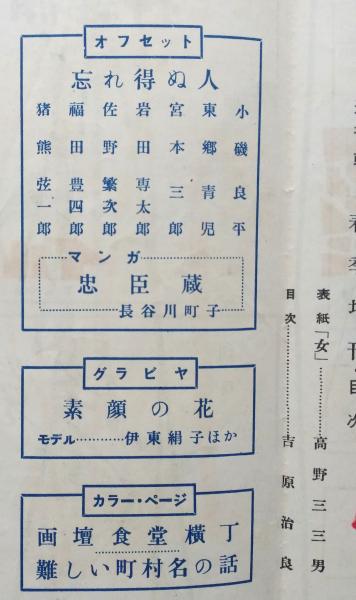 刊・目次
表紙「女」…………高野三三男
目次…………吉原治良
オフセット
忘れ得ぬ人
小磯良平
東郷青児
宮本三郎
岩田専太郎
佐野繁次郎
福田豊四郎
猪熊弦一郎
マンガ
忠臣蔵
長谷川町子
グラビヤ
素顔の花
モデル…………伊東絹子ほか
カラー・ページ
画壇食堂横丁
難しい町村名の話